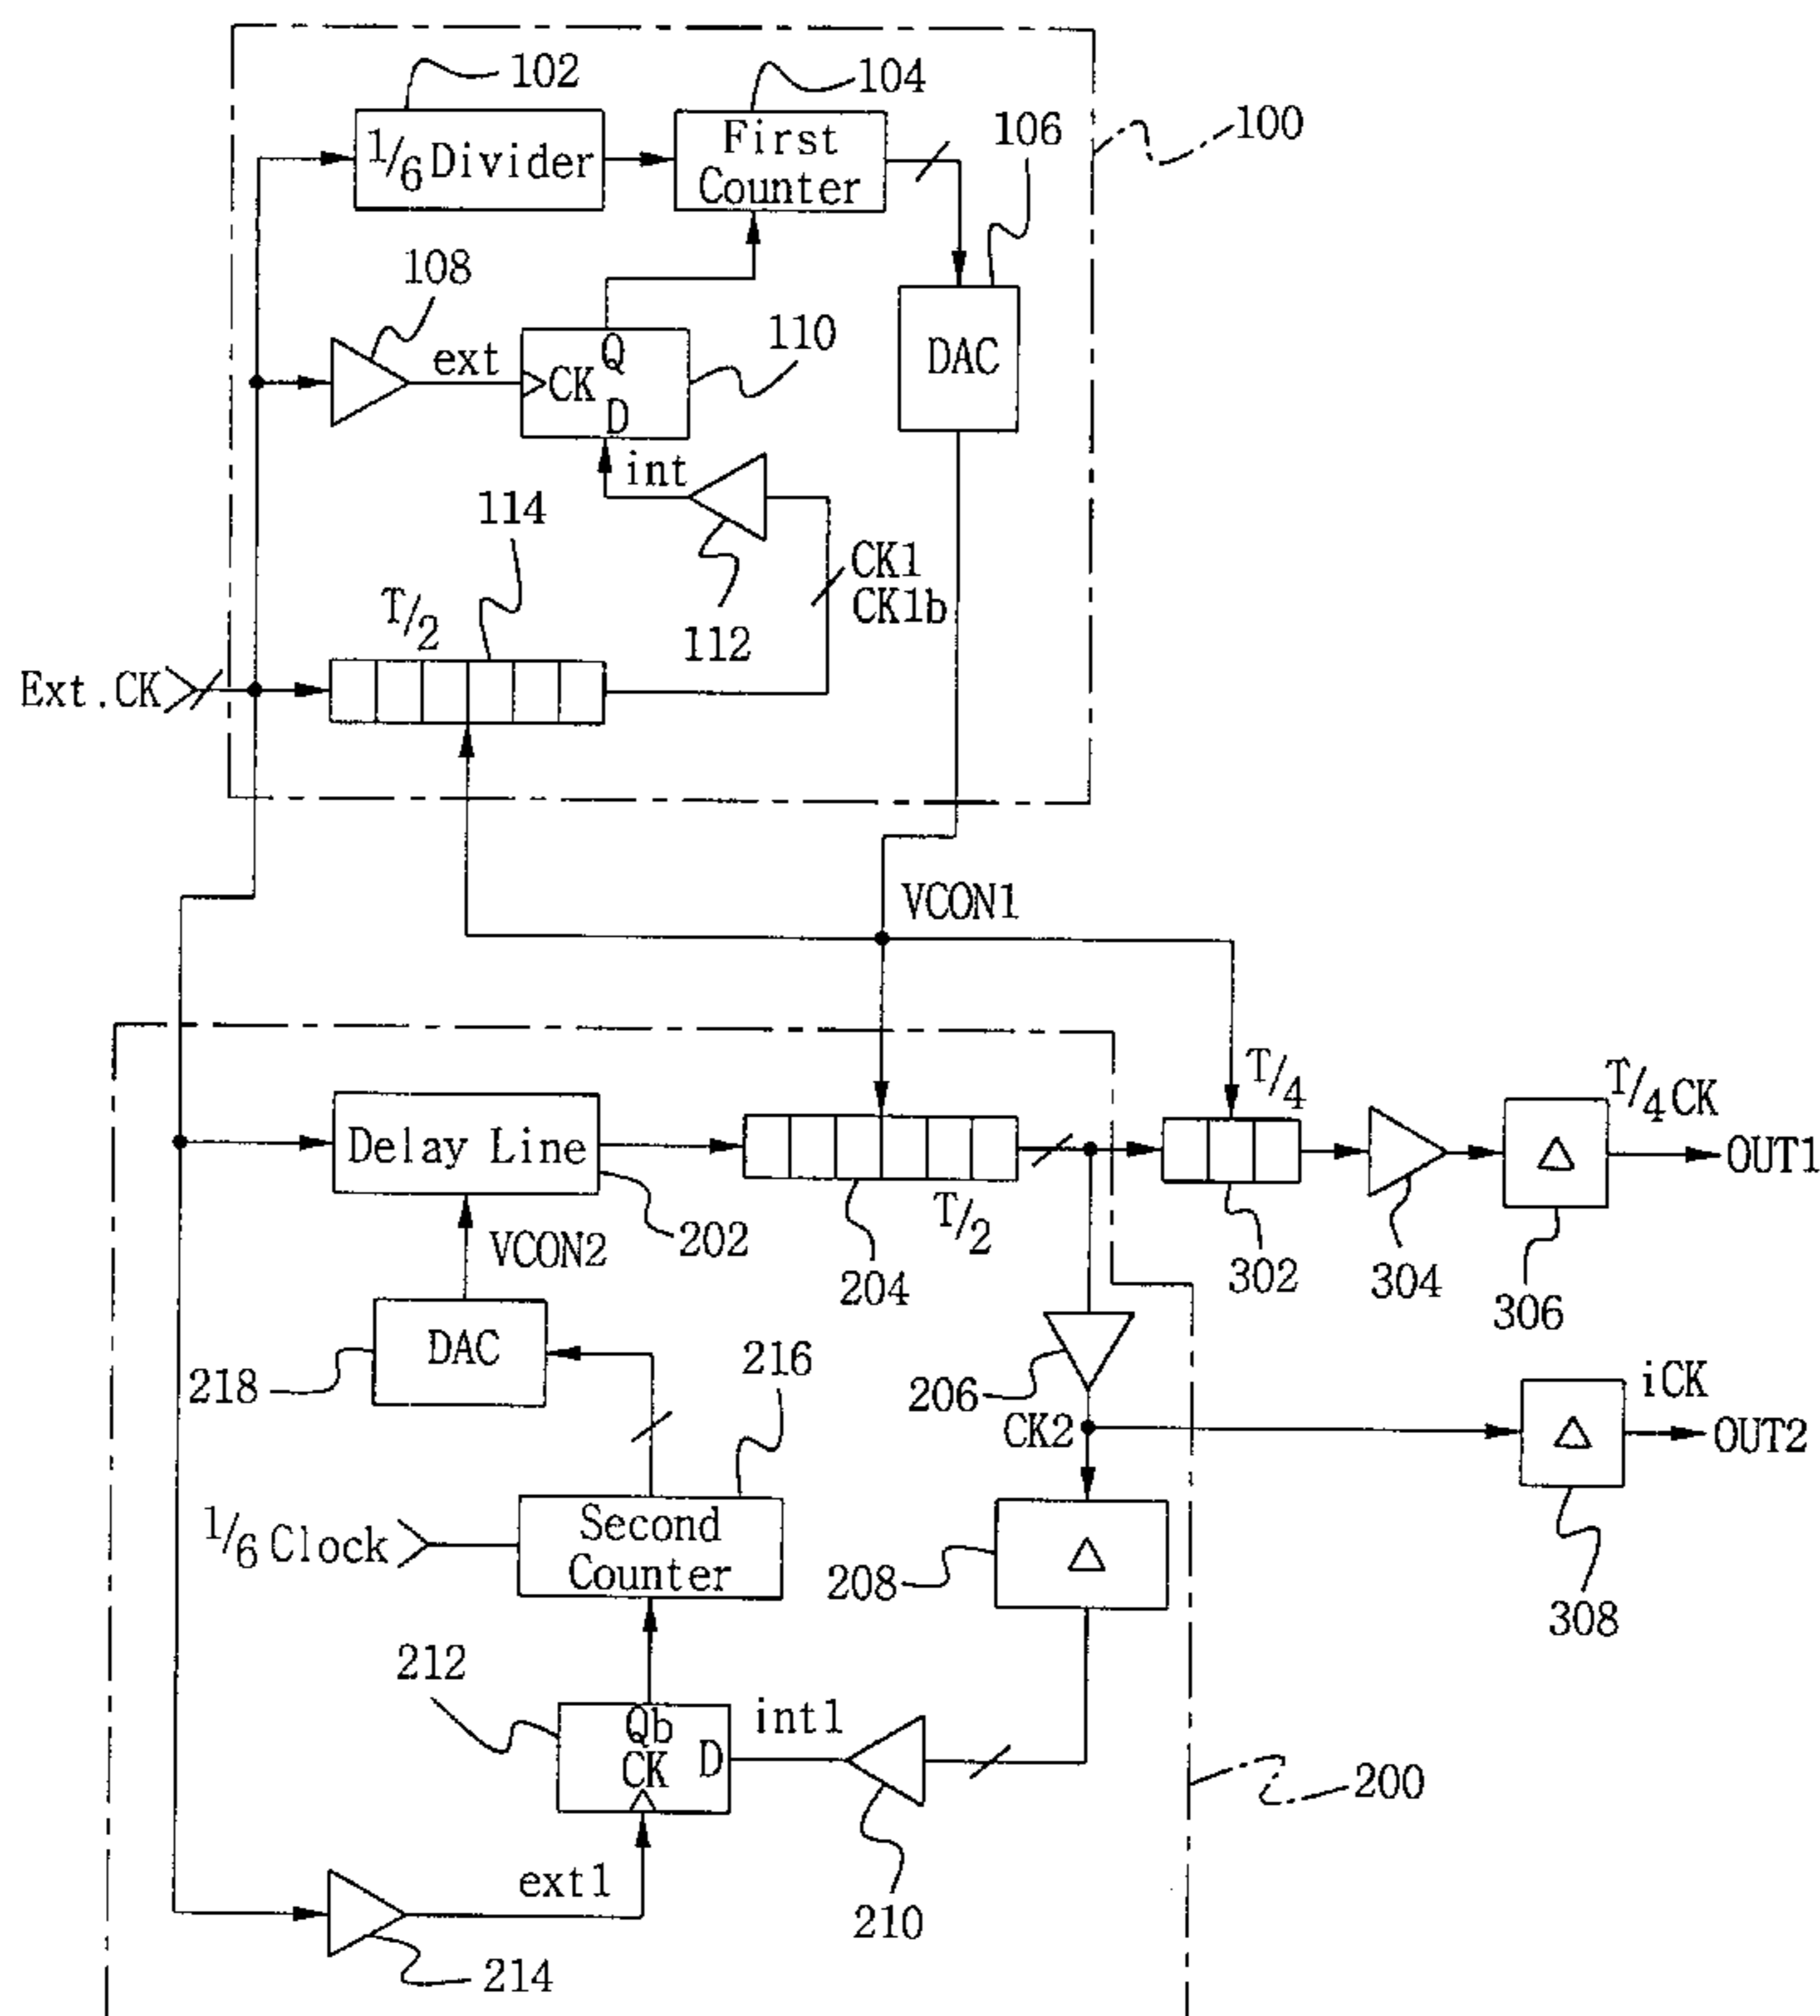 102
104
1/6 Divider
First
Counter
106
100
108
ext
CK
Q
D
110
DAC
int
114
T/2
112
CK1
CK1b
Ext.CK
VCON1
Delay Line
202
T/2
204
T/4
302
304
T/4 CK
OUT1
306
VCON2
DAC
218
216
206
CK2
iCK
OUT2
308
1/6 Clock
Second
Counter
208
△
△
△
212
Qb
CK
D
int1
210
200
ext1
214